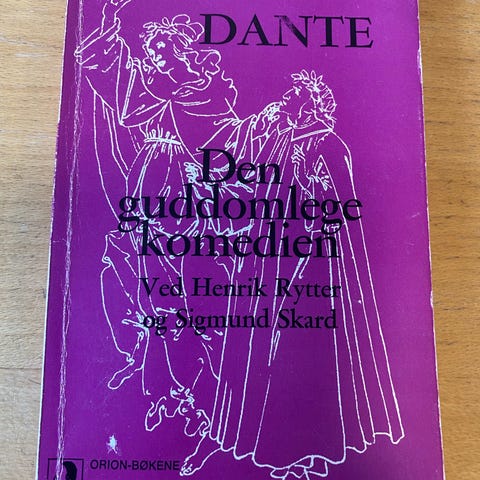 DANTE
Den
guddomlege
komedien
Ved Henrik Rytter
og Sigmund Skard
ORION-BØKENE